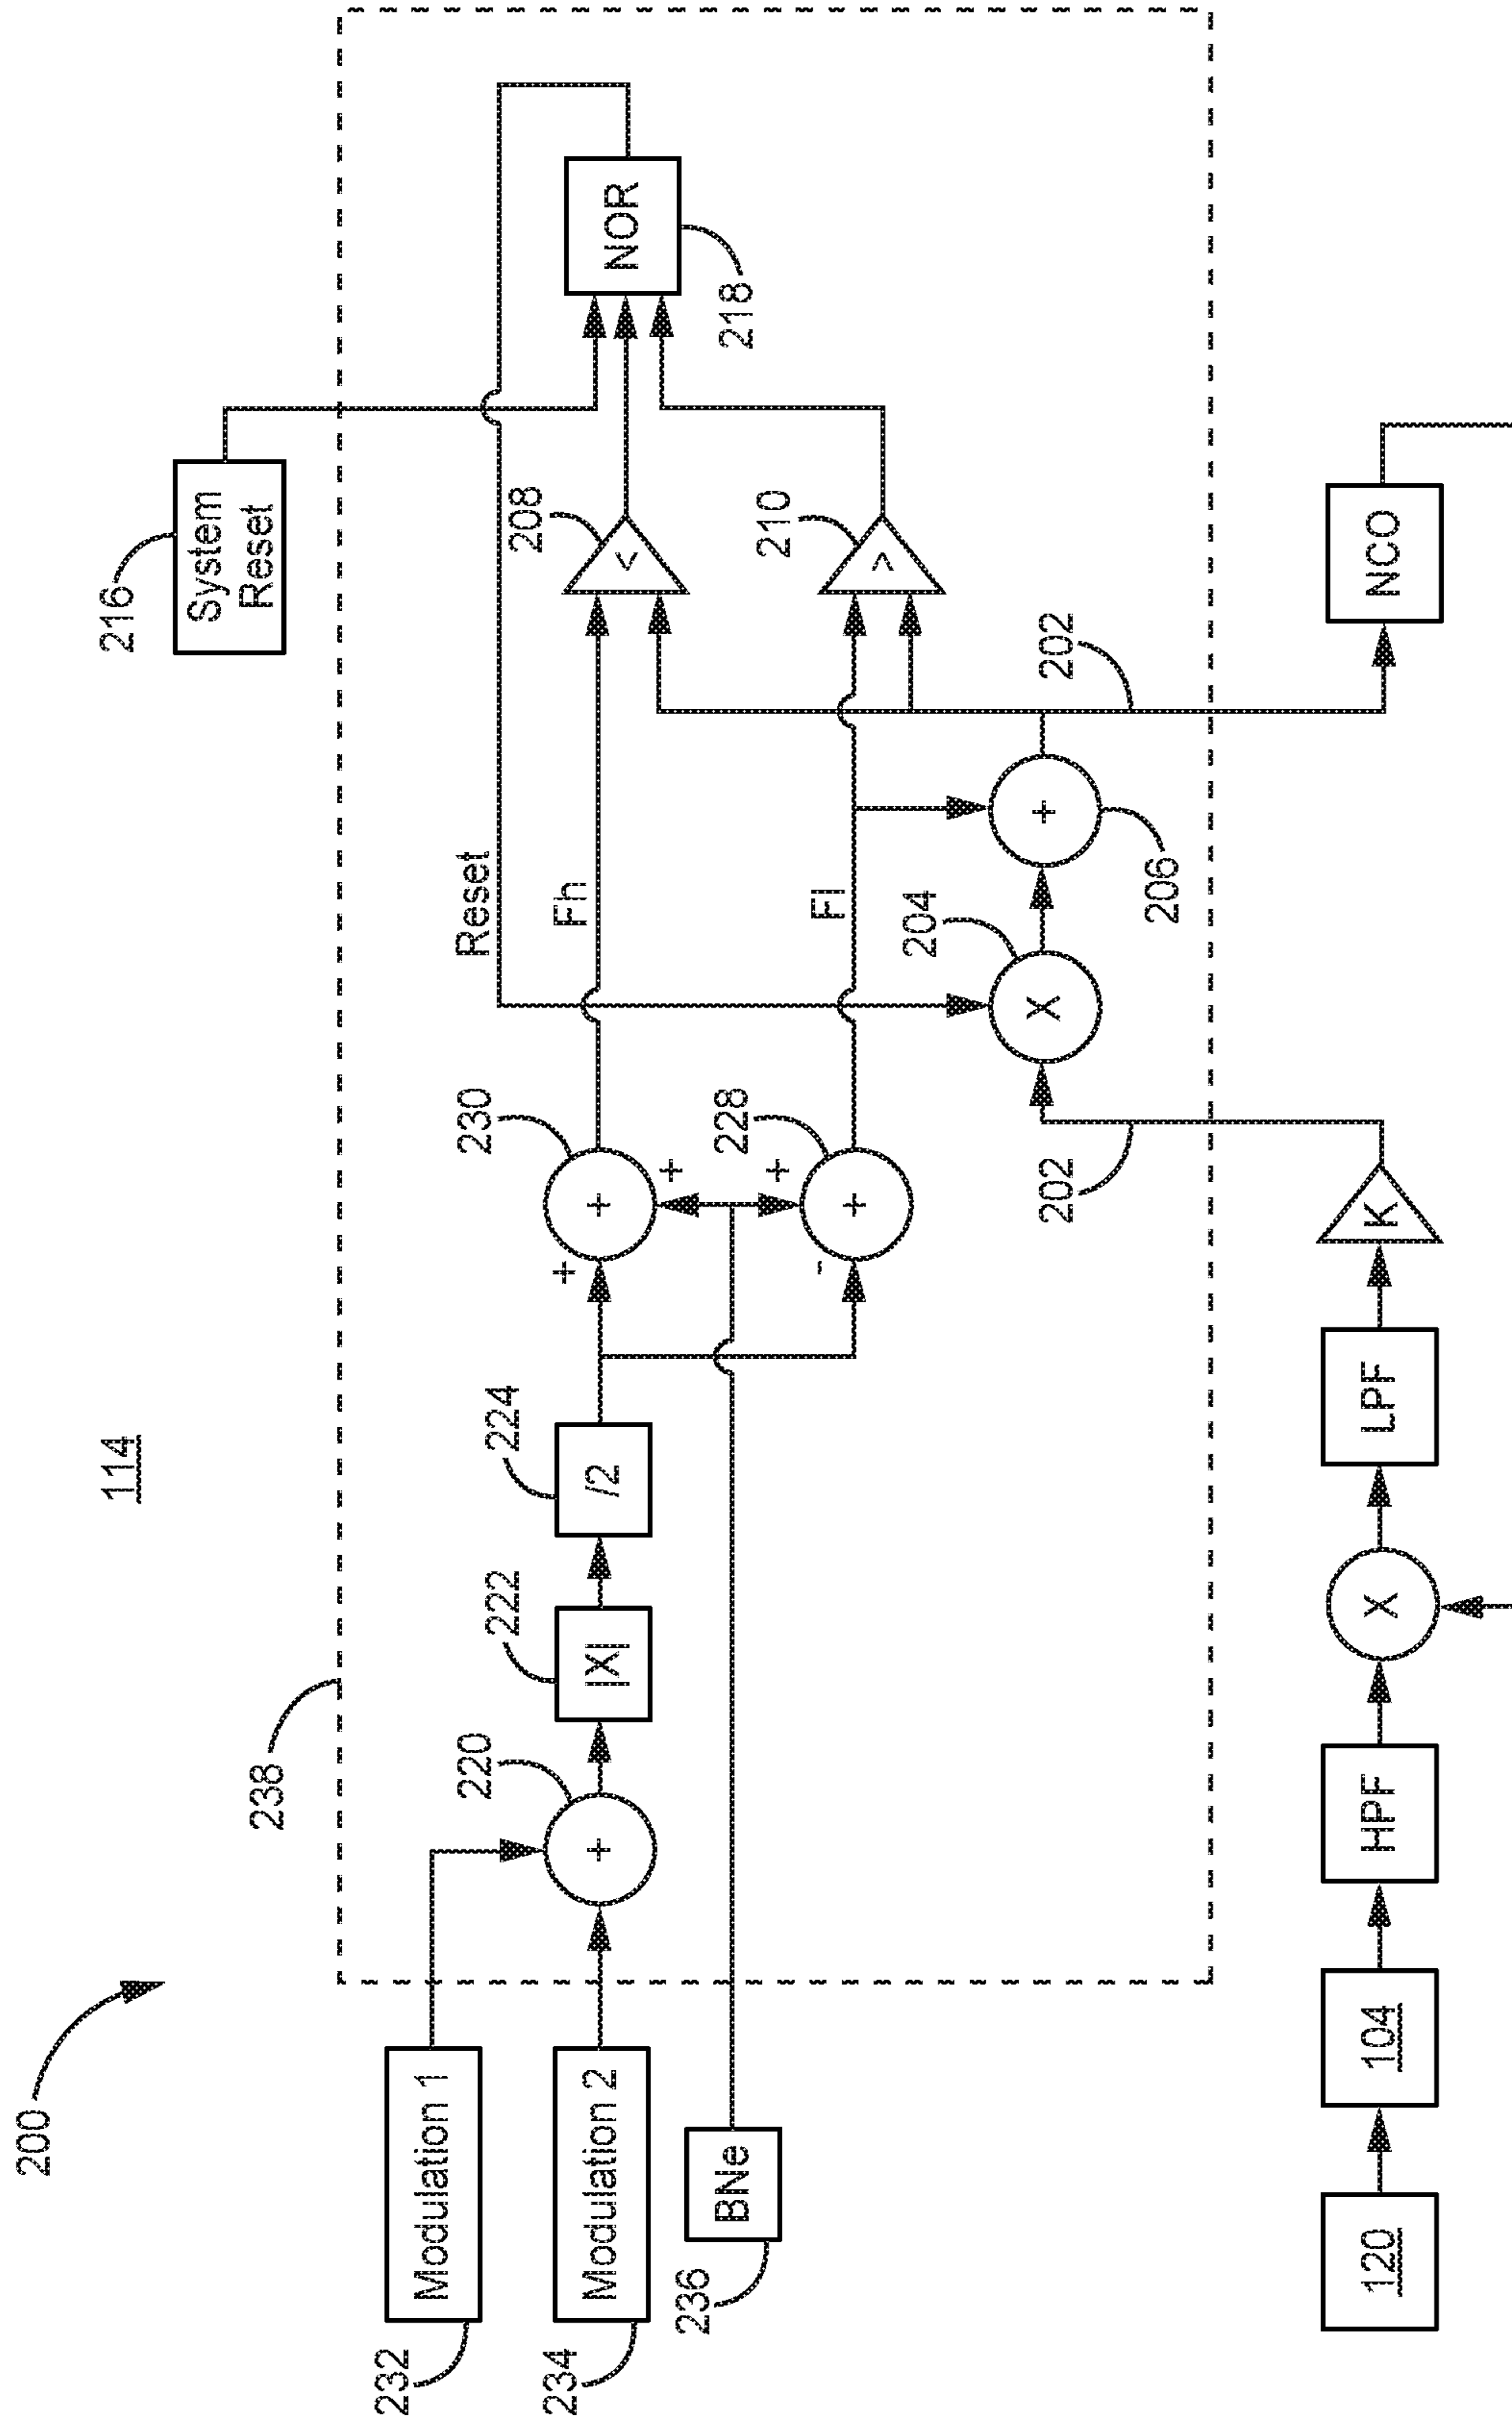 200
114
216
System
Reset
238
232
Modulation 1
220
222
224
230
Reset
208
234
Modulation 2
+
|X|
/2
+
+
Fh
<
NOR
236
BNe
+
+
228
218
210
-
+
Fl
>
204
X
206
+
202
202
120
104
HPF
X
LPF
K
NCO